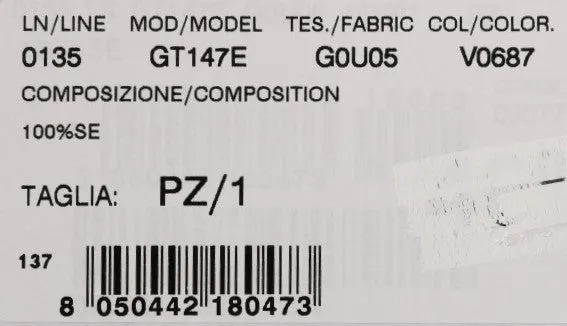 LN/LINE MOD/MODEL TES./FABRIC COL/COLOR.
0135 GT147E G0U05 V0687
COMPOSIZIONE/COMPOSITION
100%SE
TAGLIA: PZ/1
137
8 050442 180473